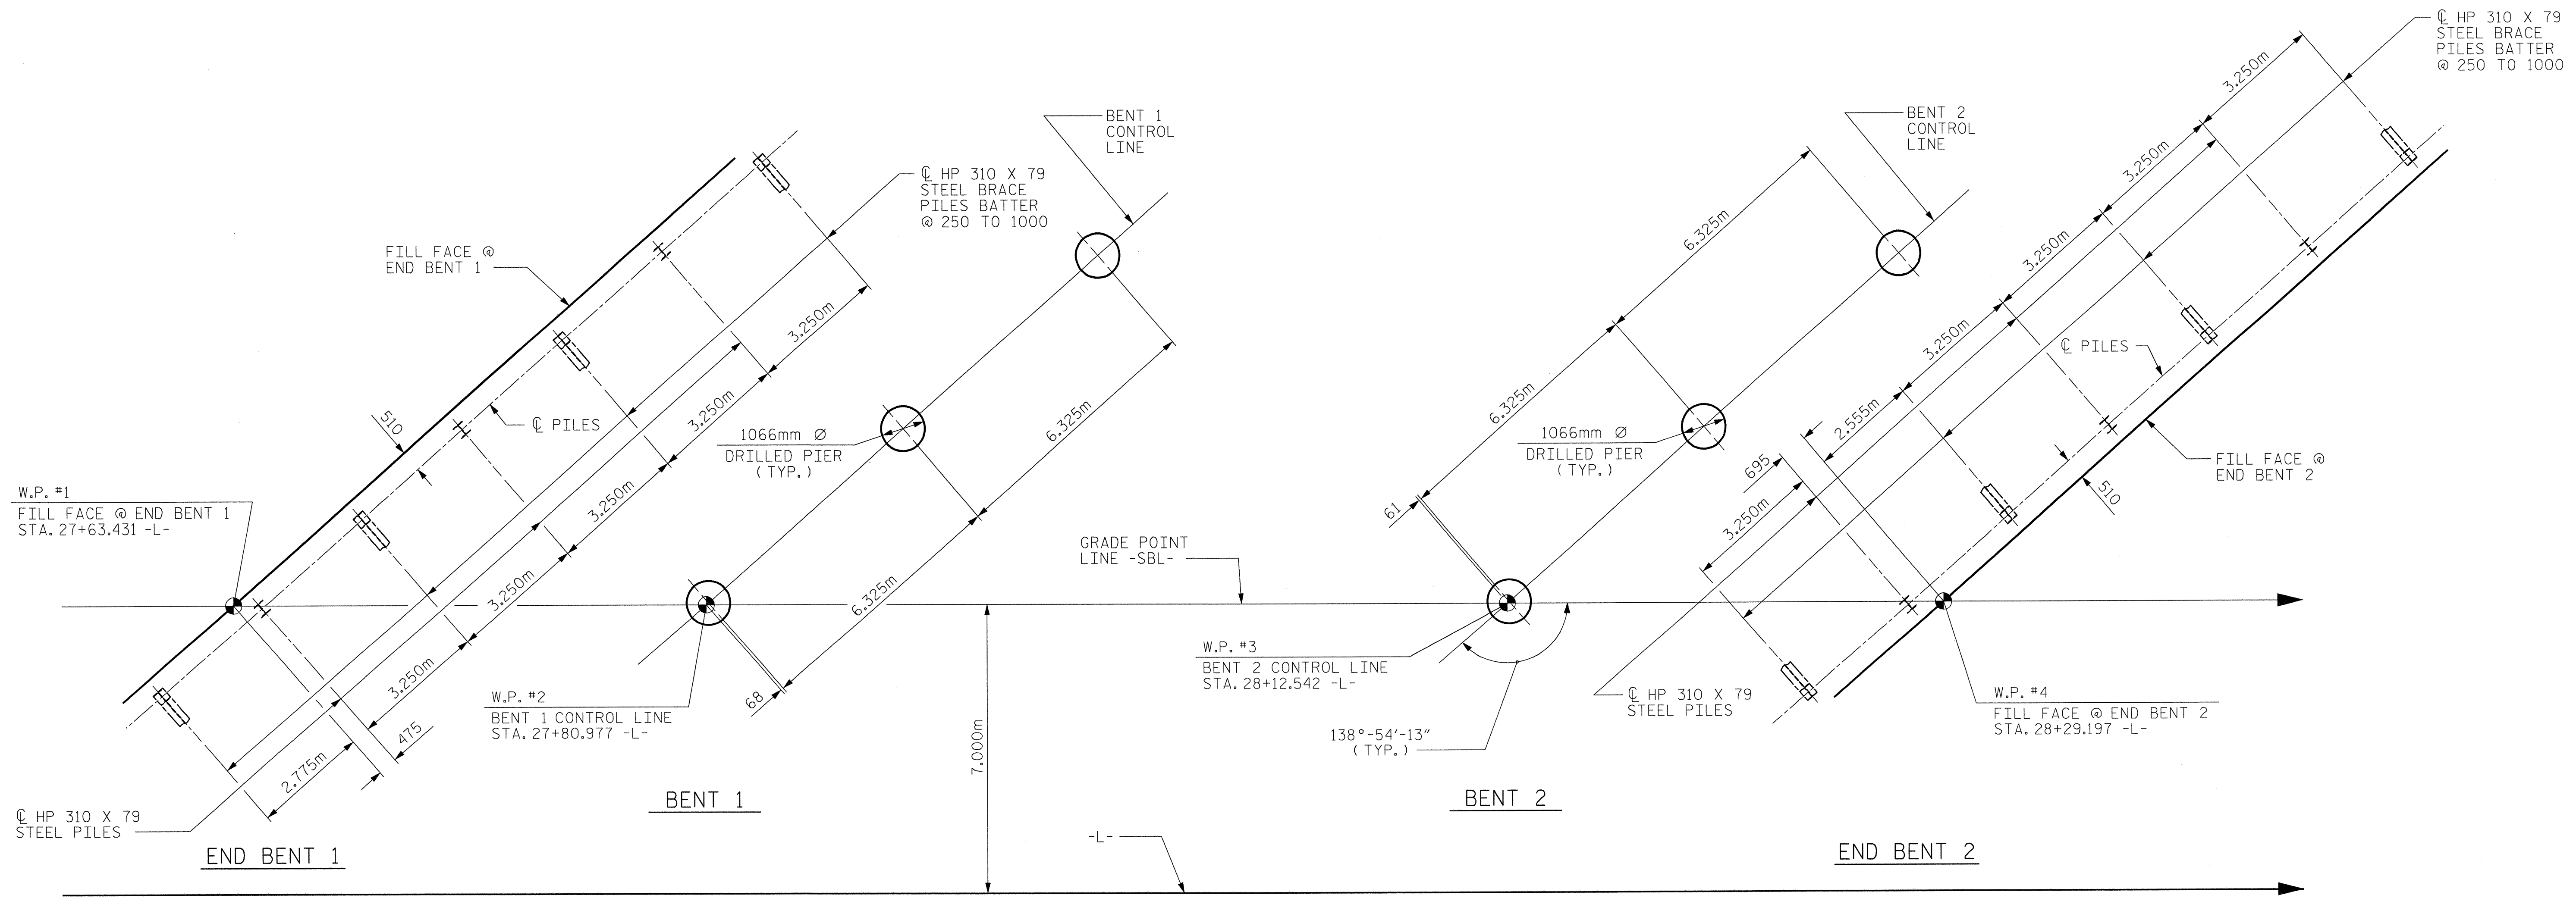 ℄ HP 310 X 79
STEEL BRACE
PILES BATTER
@ 250 TO 1000
3.250m
BENT 1
CONTROL
LINE
BENT 2
CONTROL
LINE
3.250m
℄ HP 310 X 79
STEEL BRACE
PILES BATTER
@ 250 TO 1000
6.325m
3.250m
FILL FACE @
END BENT 1
3.250m
3.250m
℄ PILES
510
℄ PILES
3.250m
6.325m
6.325m
2.555m
1066mm Ø
DRILLED PIER
(TYP.)
1066mm Ø
DRILLED PIER
(TYP.)
695
FILL FACE @
END BENT 2
510
W.P. #1
FILL FACE @ END BENT 1
STA. 27+63.431 -L-
3.250m
61
3.250m
GRADE POINT
LINE -SBL-
3.250m
6.325m
W.P. #3
BENT 2 CONTROL LINE
STA. 28+12.542 -L-
3.250m
68
W.P. #2
BENT 1 CONTROL LINE
STA. 27+80.977 -L-
℄ HP 310 X 79
STEEL PILES
W.P. #4
FILL FACE @ END BENT 2
STA. 28+29.197 -L-
475
138°-54'-13"
(TYP.)
7.000m
2.775m
BENT 1
BENT 2
℄ HP 310 X 79
STEEL PILES
-L-
END BENT 1
END BENT 2